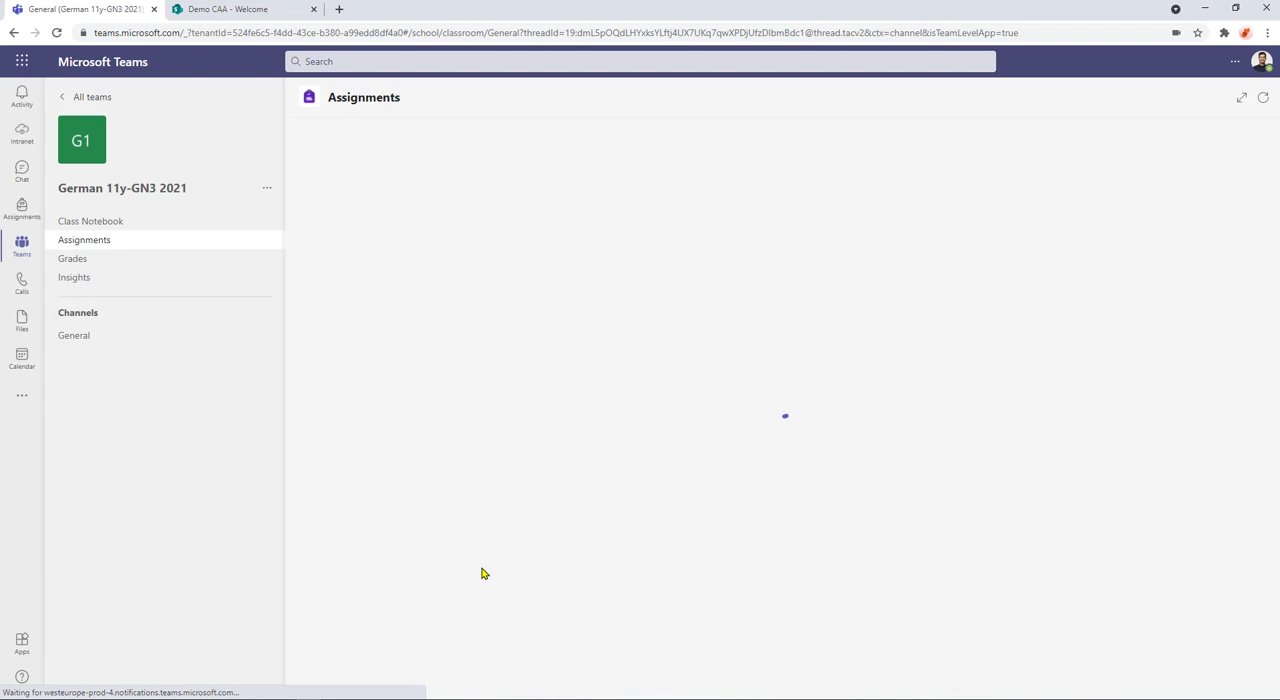 General (German 11y-GN3 2021)
Demo CAA - Welcome
teams.microsoft.com/_?tenantId=524fe6c5-f4dd-43ce-b380-a99edd8df4a0#/school/classroom/General?threadId=19:dmL5pOQdLHYxksYLftj4UX7UKq7qwXPDjUfzDIbmBdc1@thread.tacv2&ctx=channel&isTeamLevelApp=true
Microsoft Teams
Search
Activity
Intranet
Chat
Assignments
Teams
Calls
Files
Calendar
Apps
All teams
G1
German 11y-GN3 2021
Class Notebook
Assignments
Grades
Insights
Channels
General
Assignments
Waiting for westeurope-prod-4.notifications.teams.microsoft.com...